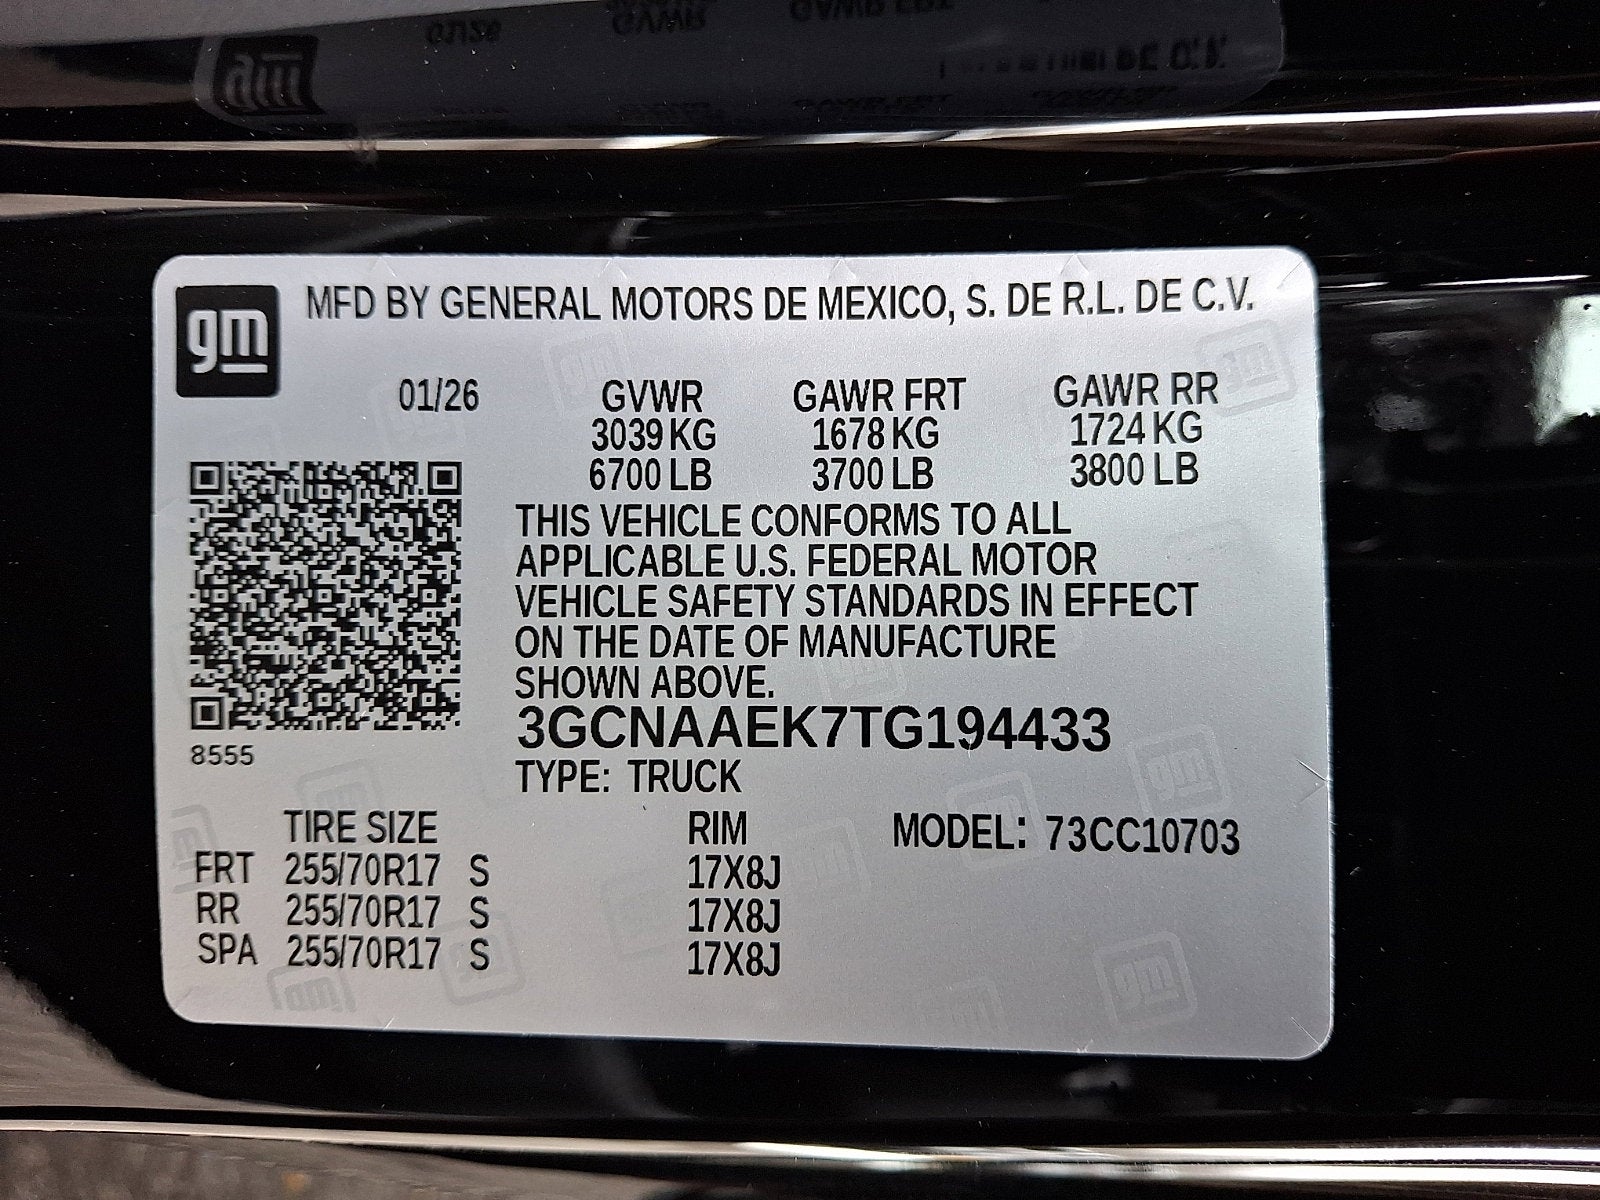 gm
MFD BY GENERAL MOTORS DE MEXICO, S. DE R.L. DE C.V.
01/26 GVWR GAWR FRT GAWR RR
3039 KG 1678 KG 1724 KG
6700 LB 3700 LB 3800 LB
THIS VEHICLE CONFORMS TO ALL
APPLICABLE U.S. FEDERAL MOTOR
VEHICLE SAFETY STANDARDS IN EFFECT
ON THE DATE OF MANUFACTURE
SHOWN ABOVE.
3GCNAAEK7TG194433
8555
TYPE: TRUCK
TIRE SIZE RIM MODEL: 73CC10703
FRT 255/70R17 S 17X8J
RR 255/70R17 S 17X8J
SPA 255/70R17 S 17X8J